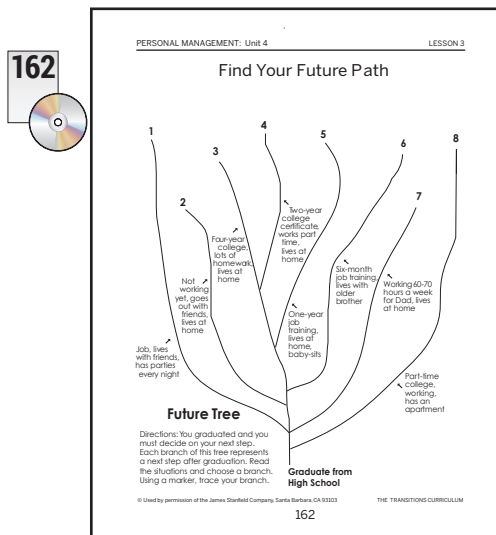 162
PERSONAL MANAGEMENT: Unit 4
LESSON 3
Find Your Future Path
1
2
3
4
5
6
7
8
Job, lives
with friends,
has parties
every night
Not
working
yet, goes
out with
friends,
lives at
home
Four-year
college,
lots of
homework,
lives at
home
Two-year
college
certificate,
works part
time,
lives at
home
One-year
job
training,
lives at
home,
baby-sits
Six-month
job training,
lives with
older
brother
Working 60-70
hours a week
for Dad, lives
at home
Part-time
college,
working,
has an
apartment
Future Tree
Directions: You graduated and you
must decide on your next step.
Each branch of this tree represents
a next step after graduation. Read
the situations and choose a branch.
Using a marker, trace your branch.
Graduate from
High School
© Used by permission of the James Stanfield Company, Santa Barbara, CA 93103
THE TRANSITIONS CURRICULUM
162